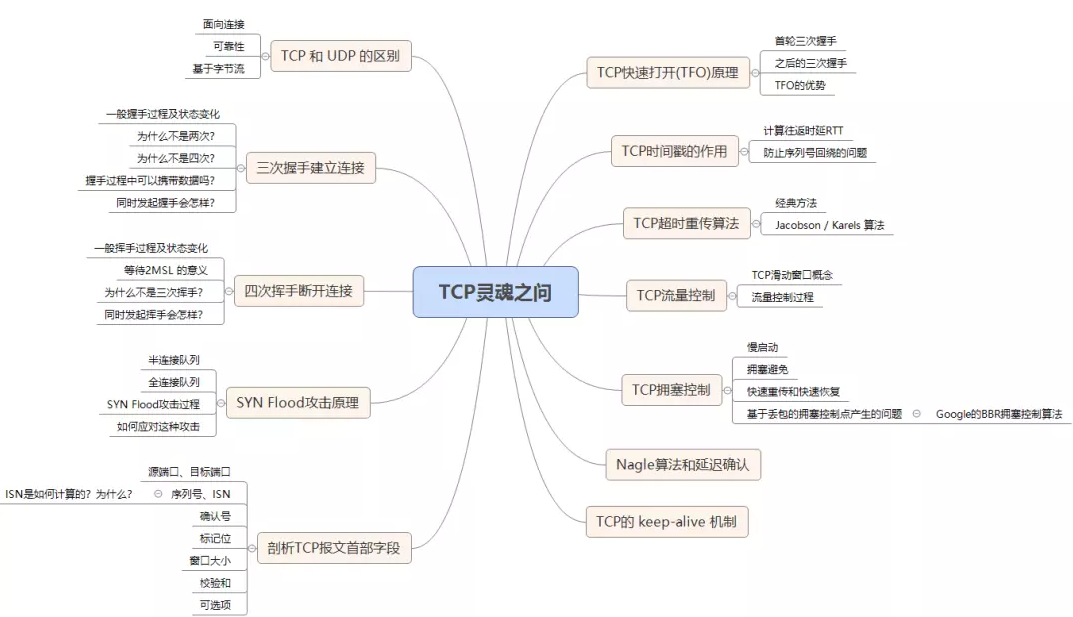 TCP灵魂之问
TCP 和 UDP 的区别
面向连接
可靠性
基于字节流
三次握手建立连接
一般握手过程及状态变化
为什么不是两次?
为什么不是四次?
握手过程中可以携带数据吗?
同时发起握手会怎样?
四次挥手断开连接
一般挥手过程及状态变化
等待2MSL 的意义
为什么不是三次挥手?
同时发起挥手会怎样?
SYN Flood攻击原理
半连接队列
全连接队列
SYN Flood攻击过程
如何应对这种攻击
剖析TCP报文首部字段
源端口、目标端口
序列号、ISN
ISN是如何计算的? 为什么?
确认号
标记位
窗口大小
校验和
可选项
TCP快速打开(TFO)原理
首轮三次握手
之后的三次握手
TFO的优势
TCP时间戳的作用
计算往返时延RTT
防止序列号回绕的问题
TCP超时重传算法
经典方法
Jacobson / Karels 算法
TCP流量控制
TCP滑动窗口概念
流量控制过程
TCP拥塞控制
慢启动
拥塞避免
快速重传和快速恢复
基于丢包的拥塞控制点产生的问题
Google的BBR拥塞控制算法
Nagle算法和延迟确认
TCP的 keep-alive 机制